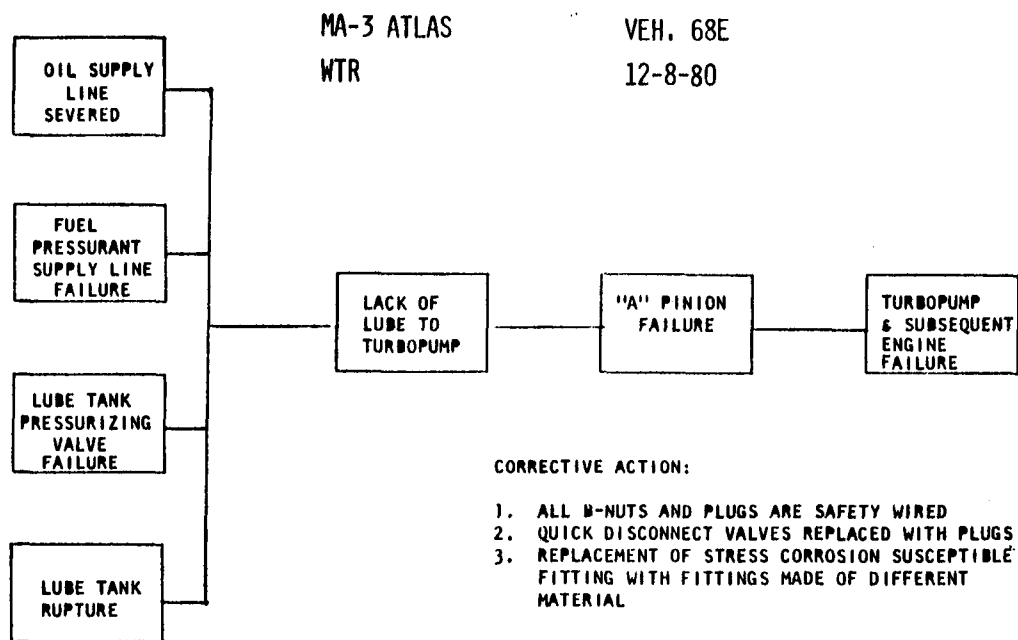 MA-3 ATLAS VEH. 68E
WTR 12-8-80
OIL SUPPLY
LINE
SEVERED
FUEL
PRESSURANT
SUPPLY LINE
FAILURE
LUBE TANK
PRESSURIZING
VALVE
FAILURE
LUBE TANK
RUPTURE
LACK OF
LUBE TO
TURBOPUMP
"A" PINION
FAILURE
TURBOPUMP
& SUBSEQUENT
ENGINE
FAILURE
CORRECTIVE ACTION:
1. ALL B-NUTS AND PLUGS ARE SAFETY WIRED
2. QUICK DISCONNECT VALVES REPLACED WITH PLUGS
3. REPLACEMENT OF STRESS CORROSION SUSCEPTIBLE
FITTING WITH FITTINGS MADE OF DIFFERENT
MATERIAL